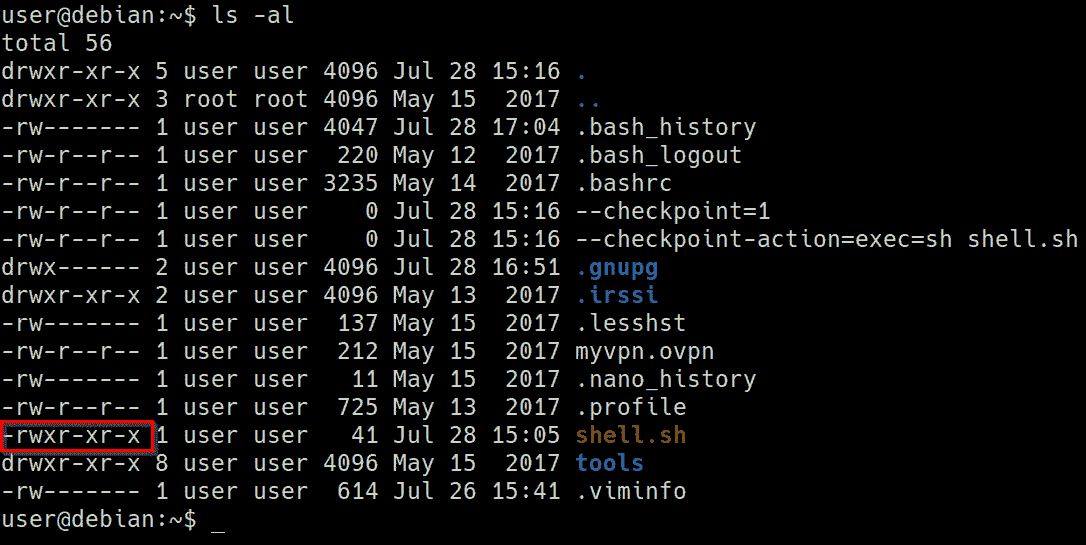 user@debian:~$ ls -al
total 56
drwxr-xr-x 5 user user 4096 Jul 28 15:16 .
drwxr-xr-x 3 root root 4096 May 15  2017 ..
-rw------- 1 user user 4047 Jul 28 17:04 .bash_history
-rw-r--r-- 1 user user  220 May 12  2017 .bash_logout
-rw-r--r-- 1 user user 3235 May 14  2017 .bashrc
-rw-r--r-- 1 user user    0 Jul 28 15:16 --checkpoint=1
-rw-r--r-- 1 user user    0 Jul 28 15:16 --checkpoint-action=exec=sh shell.sh
drwx------ 2 user user 4096 Jul 28 16:51 .gnupg
drwxr-xr-x 2 user user 4096 May 13  2017 .irssi
-rw------- 1 user user  137 May 15  2017 .lesshst
-rw-r--r-- 1 user user  212 May 15  2017 myvpn.ovpn
-rw------- 1 user user   11 May 15  2017 .nano_history
-rw-r--r-- 1 user user  725 May 13  2017 .profile
-rwxr-xr-x 1 user user   41 Jul 28 15:05 shell.sh
drwxr-xr-x 8 user user 4096 May 15  2017 tools
-rw------- 1 user user  614 Jul 26 15:41 .viminfo
user@debian:~$ _